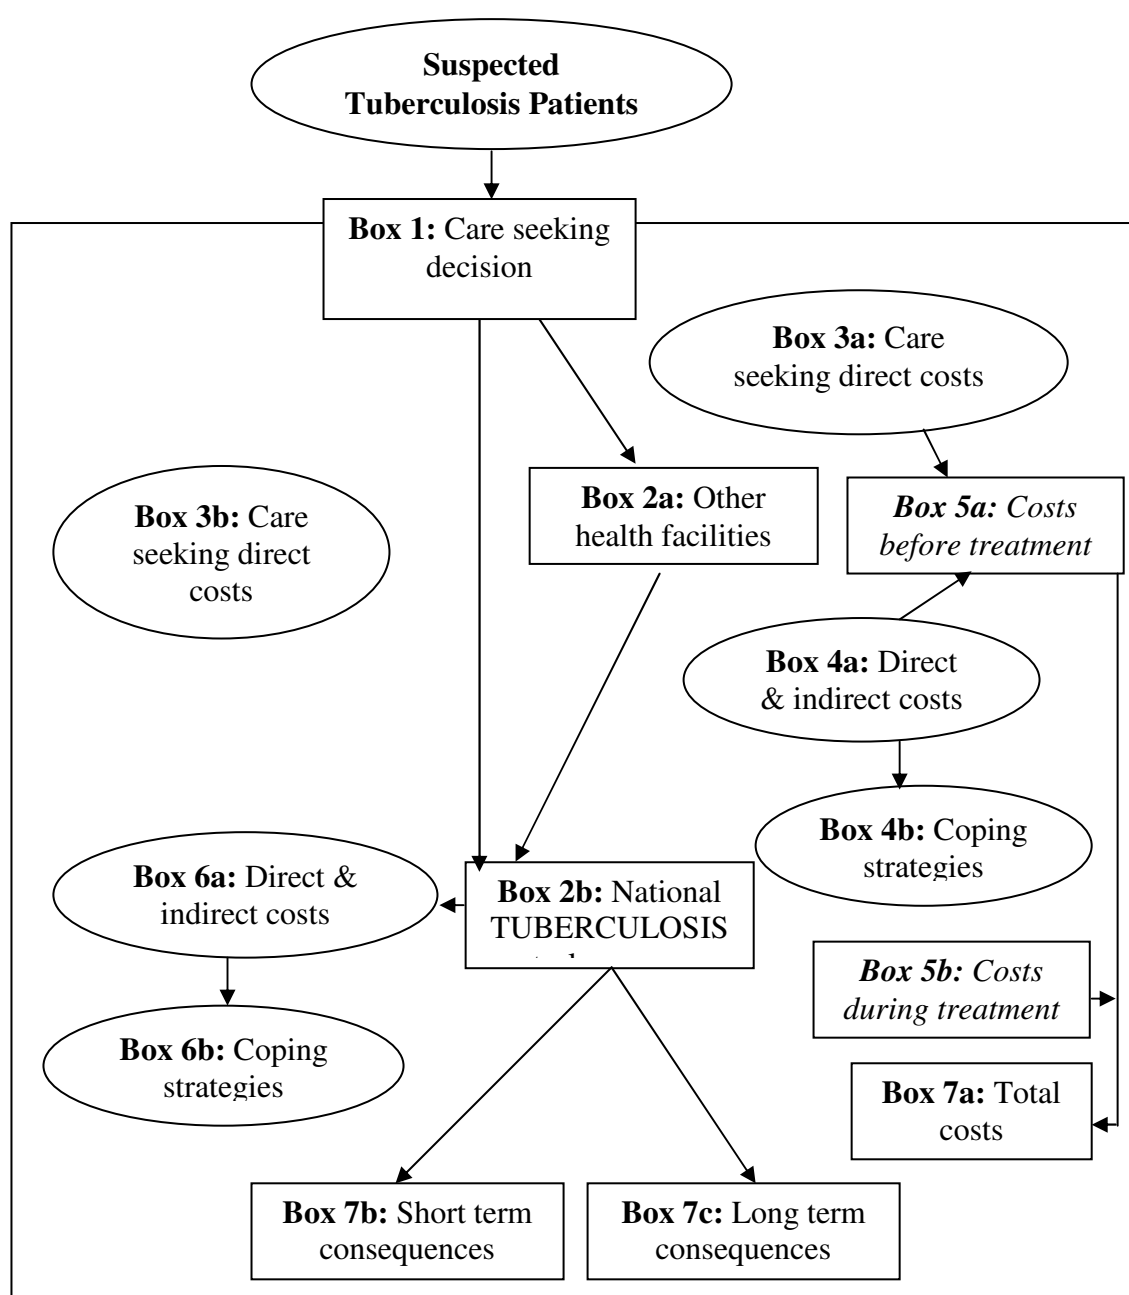 Suspected
Tuberculosis Patients
Box 1: Care seeking
decision
Box 3a: Care
seeking direct costs
Box 2a: Other
health facilities
Box 5a: Costs
before treatment
Box 3b: Care
seeking direct
costs
Box 4a: Direct
& indirect costs
Box 4b: Coping
strategies
Box 6a: Direct &
indirect costs
Box 2b: National
TUBERCULOSIS
Box 5b: Costs
during treatment
Box 6b: Coping
strategies
Box 7a: Total
costs
Box 7b: Short term
consequences
Box 7c: Long term
consequences